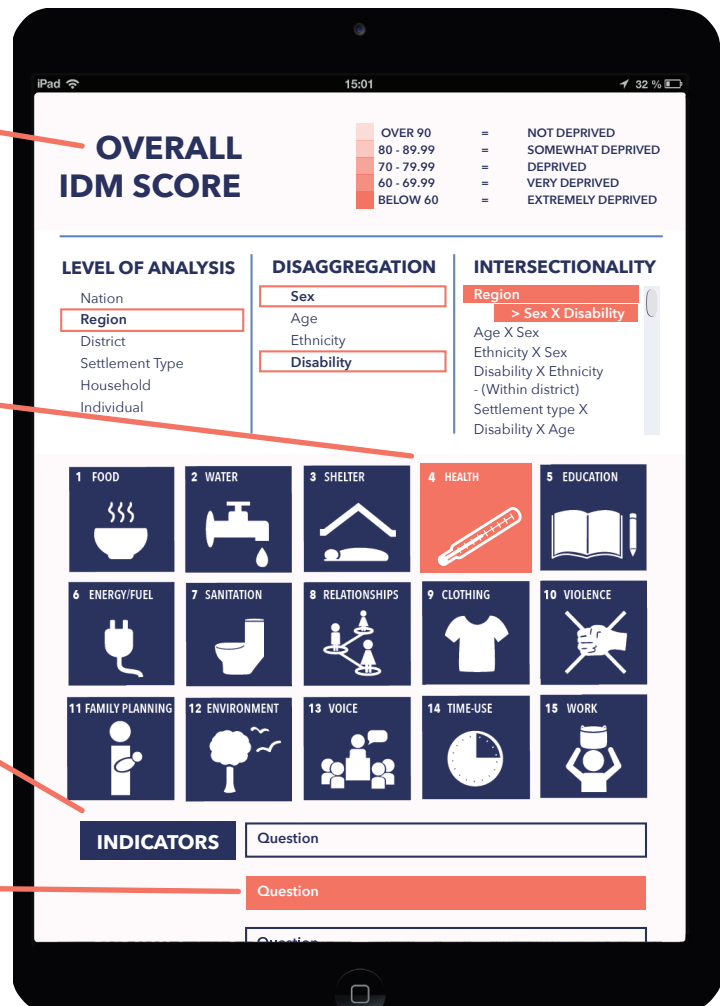 iPad 15:01 32 %
OVERALL
IDM SCORE
OVER 90 = NOT DEPRIVED
80 - 89.99 = SOMEWHAT DEPRIVED
70 - 79.99 = DEPRIVED
60 - 69.99 = VERY DEPRIVED
BELOW 60 = EXTREMELY DEPRIVED
LEVEL OF ANALYSIS
Nation
Region
District
Settlement Type
Household
Individual
DISAGGREGATION
Sex
Age
Ethnicity
Disability
INTERSECTIONALITY
Region
> Sex X Disability
Age X Sex
Ethnicity X Sex
Disability X Ethnicity
- (Within district)
Settlement type X
Disability X Age
1 FOOD
2 WATER
3 SHELTER
4 HEALTH
5 EDUCATION
6 ENERGY/FUEL
7 SANITATION
8 RELATIONSHIPS
9 CLOTHING
10 VIOLENCE
11 FAMILY PLANNING
12 ENVIRONMENT
13 VOICE
14 TIME-USE
15 WORK
INDICATORS
Question
Question
Question